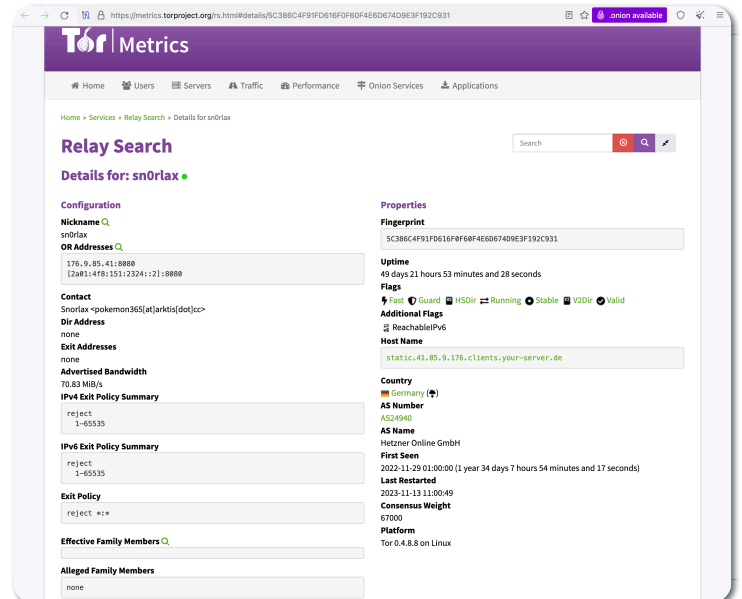 https://metrics.torproject.org/rs.html#details/5C386C4F91FD616F0F60F4E6D674D9E3F192C931
.onion available
Tor Metrics
Home Users Servers Traffic Performance Onion Services Applications
Home » Services » Relay Search » Details for sn0rlax
Relay Search
Search
Details for: sn0rlax
Configuration
Nickname
sn0rlax
OR Addresses
176.9.85.41:8080
[2a01:4f8:151:2324::2]:8080
Contact
Snorlax <pokemon365[at]arktis[dot]cc>
Dir Address
none
Exit Addresses
none
Advertised Bandwidth
70.83 MiB/s
IPv4 Exit Policy Summary
reject
1-65535
IPv6 Exit Policy Summary
reject
1-65535
Exit Policy
reject *:*
Effective Family Members
Alleged Family Members
none
Properties
Fingerprint
5C386C4F91FD616F0F60F4E6D674D9E3F192C931
Uptime
49 days 21 hours 53 minutes and 28 seconds
Flags
Fast Guard HSDir Running Stable V2Dir Valid
Additional Flags
ReachableIPv6
Host Name
static.41.85.9.176.clients.your-server.de
Country
Germany ( )
AS Number
AS24940
AS Name
Hetzner Online GmbH
First Seen
2022-11-29 01:00:00 (1 year 34 days 7 hours 54 minutes and 17 seconds)
Last Restarted
2023-11-13 11:00:49
Consensus Weight
67000
Platform
Tor 0.4.8.8 on Linux